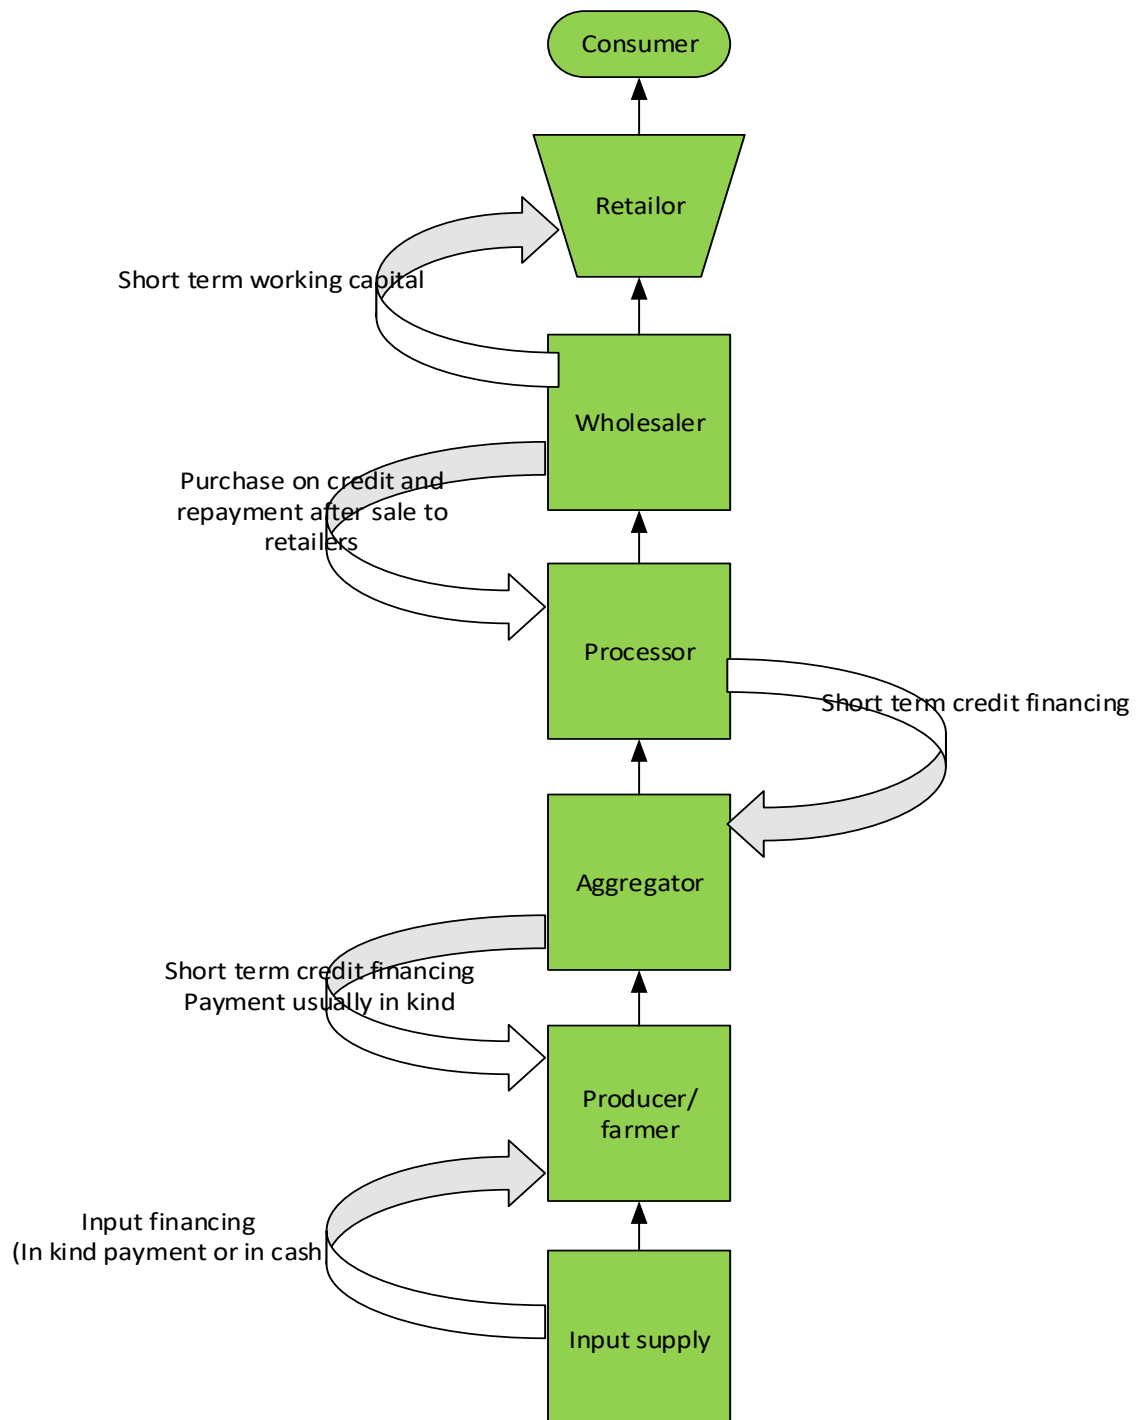 Consumer
Retailor
Short term working capital
Wholesaler
Purchase on credit and
repayment after sale to
retailers
Processor
Short term credit financing
Aggregator
Short term credit financing
Payment usually in kind
Producer/
farmer
Input financing
(In kind payment or in cash
Input supply